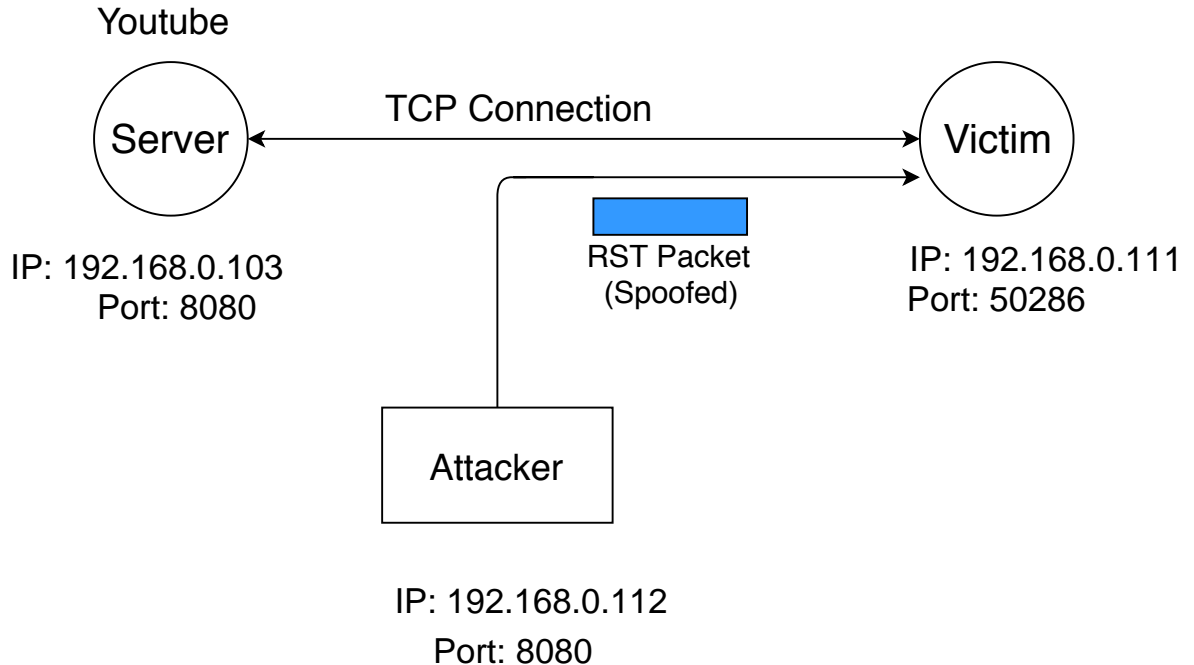 Youtube
Server
TCP Connection
Victim
IP: 192.168.0.103
Port: 8080
RST Packet
(Spoofed)
IP: 192.168.0.111
Port: 50286
Attacker
IP: 192.168.0.112
Port: 8080